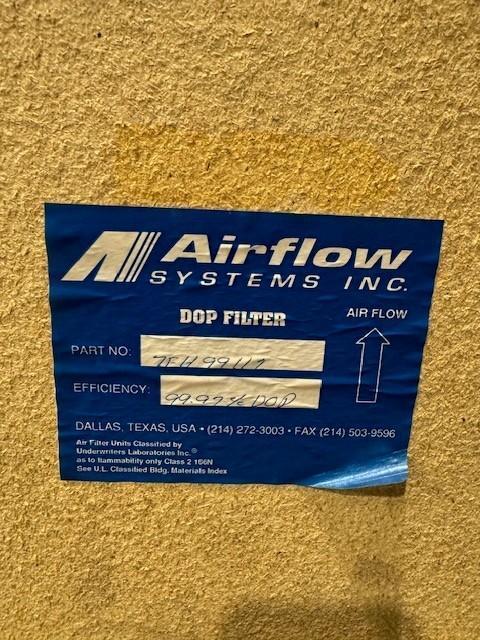 Airflow
SYSTEMS INC.
DOP FILTER
AIR FLOW
PART NO:
EFFICIENCY: 99.97% DOP
DALLAS, TEXAS, USA • (214) 272-3003 • FAX (214) 503-9596
Air Filter Units Classified by
Underwriters Laboratories Inc.®
as to flammability only Class 2 186N
See U.L. Classified Bldg. Materials Index